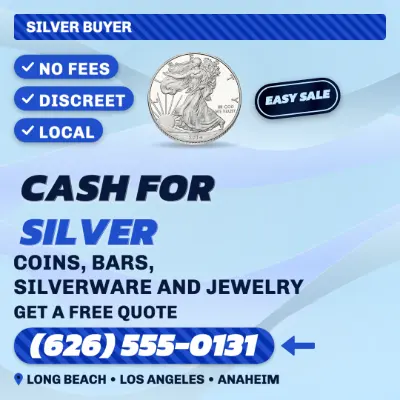 SILVER BUYER
NO FEES
DISCREET
LOCAL
EASY SALE
CASH FOR
SILVER
COINS, BARS,
SILVERWARE AND JEWELRY
GET A FREE QUOTE
(626) 555-0131
LONG BEACH • LOS ANGELES • ANAHEIM